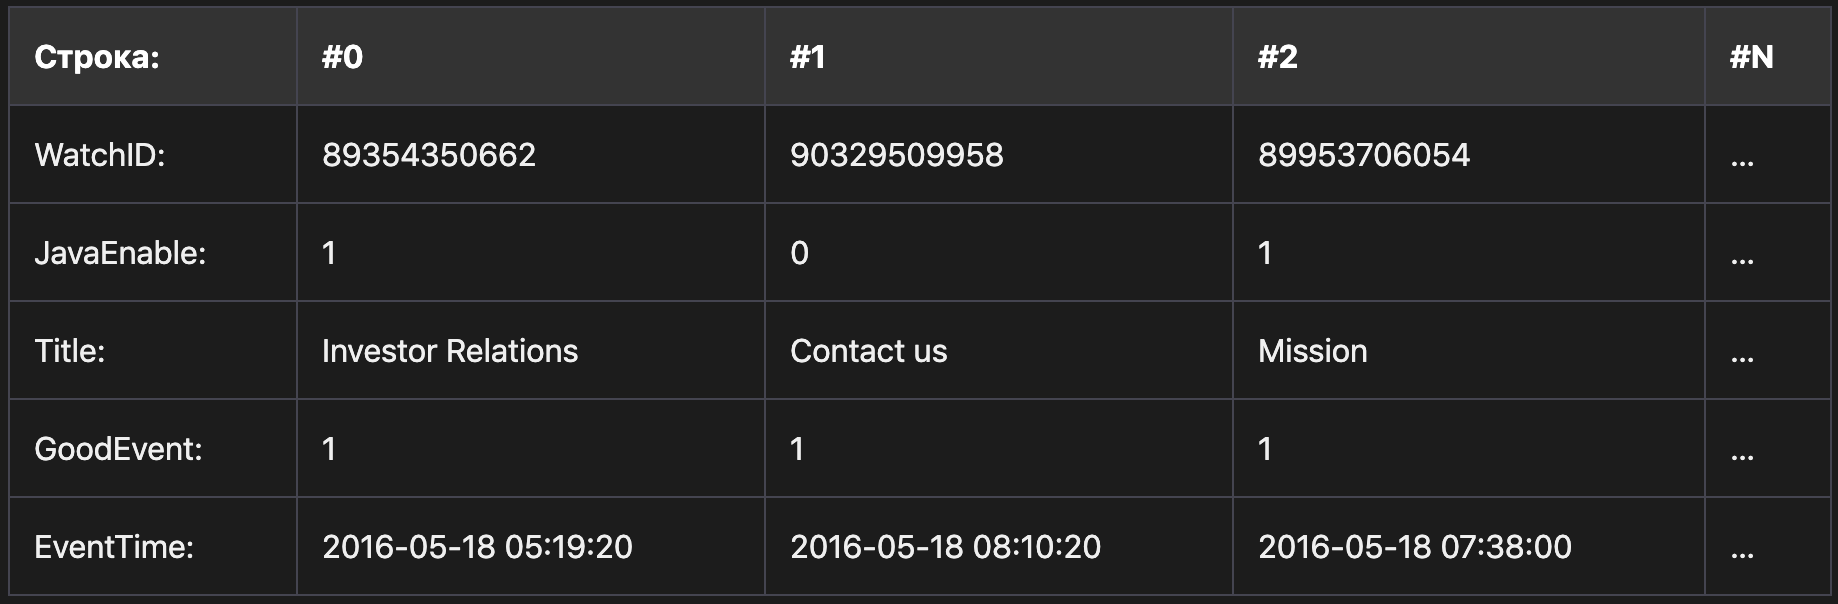 Строка: #0 #1 #2 #N
WatchID: 89354350662 90329509958 89953706054 ...
JavaEnable: 1 0 1 ...
Title: Investor Relations Contact us Mission ...
GoodEvent: 1 1 1 ...
EventTime: 2016-05-18 05:19:20 2016-05-18 08:10:20 2016-05-18 07:38:00 ...